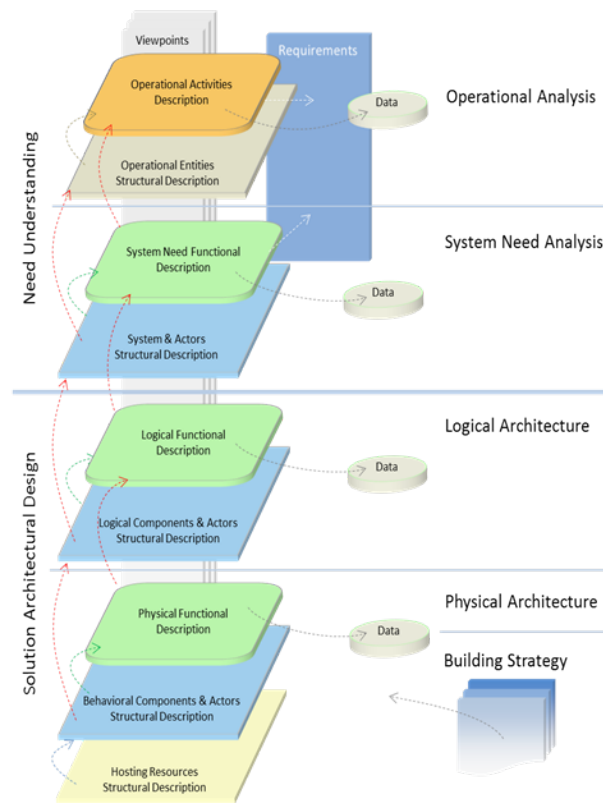 Viewpoints
Requirements
Operational Activities
Description
Data
Operational Analysis
Operational Entities
Structural Description
Need Understanding
System Need Functional
Description
System Need Analysis
Data
System & Actors
Structural Description
Logical Functional
Description
Logical Architecture
Data
Logical Components & Actors
Structural Description
Solution Architectural Design
Physical Functional
Description
Physical Architecture
Data
Building Strategy
Behavioral Components & Actors
Structural Description
Hosting Resources
Structural Description